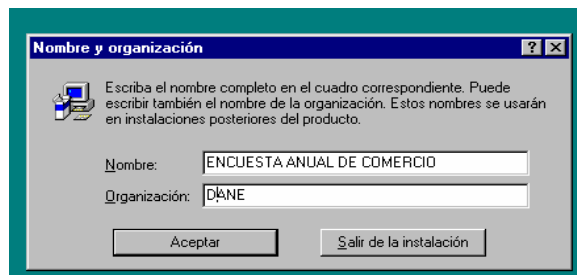 Nombre y organización
Escriba el nombre completo en el cuadro correspondiente. Puede
escribir también el nombre de la organización. Estos nombres se usarán
en instalaciones posteriores del producto.
Nombre: ENCUESTA ANUAL DE COMERCIO
Organización: DANE
Aceptar Salir de la instalación